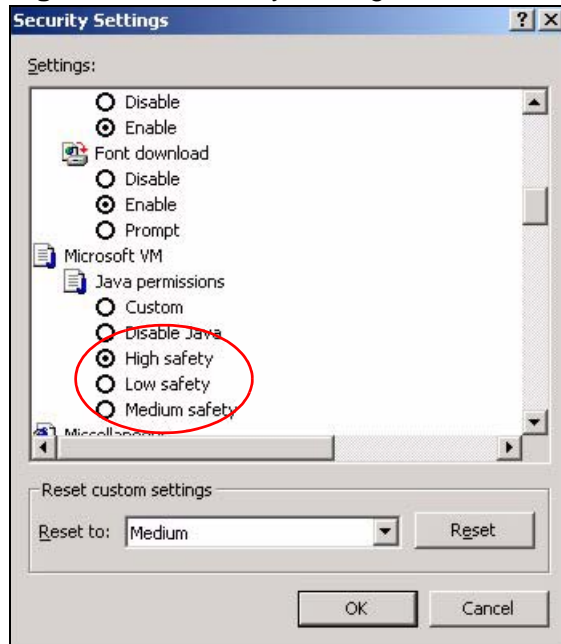 Security Settings
Settings:
Disable
Enable
Font download
Disable
Enable
Prompt
Microsoft VM
Java permissions
Custom
Disable Java
High safety
Low safety
Medium safety
Miscellaneous
Reset custom settings
Reset to: Medium Reset
OK Cancel